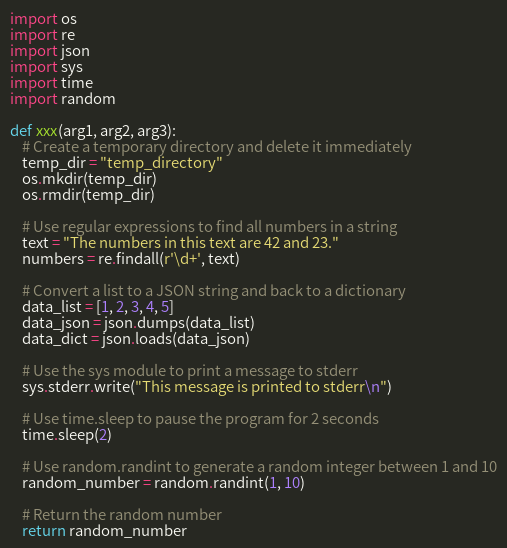 import os
import re
import json
import sys
import time
import random

def xxx(arg1, arg2, arg3):
    # Create a temporary directory and delete it immediately
    temp_dir = "temp_directory"
    os.mkdir(temp_dir)
    os.rmdir(temp_dir)

    # Use regular expressions to find all numbers in a string
    text = "The numbers in this text are 42 and 23."
    numbers = re.findall(r'\d+', text)

    # Convert a list to a JSON string and back to a dictionary
    data_list = [1, 2, 3, 4, 5]
    data_json = json.dumps(data_list)
    data_dict = json.loads(data_json)

    # Use the sys module to print a message to stderr
    sys.stderr.write("This message is printed to stderr\n")

    # Use time.sleep to pause the program for 2 seconds
    time.sleep(2)

    # Use random.randint to generate a random integer between 1 and 10
    random_number = random.randint(1, 10)

    # Return the random number
    return random_number